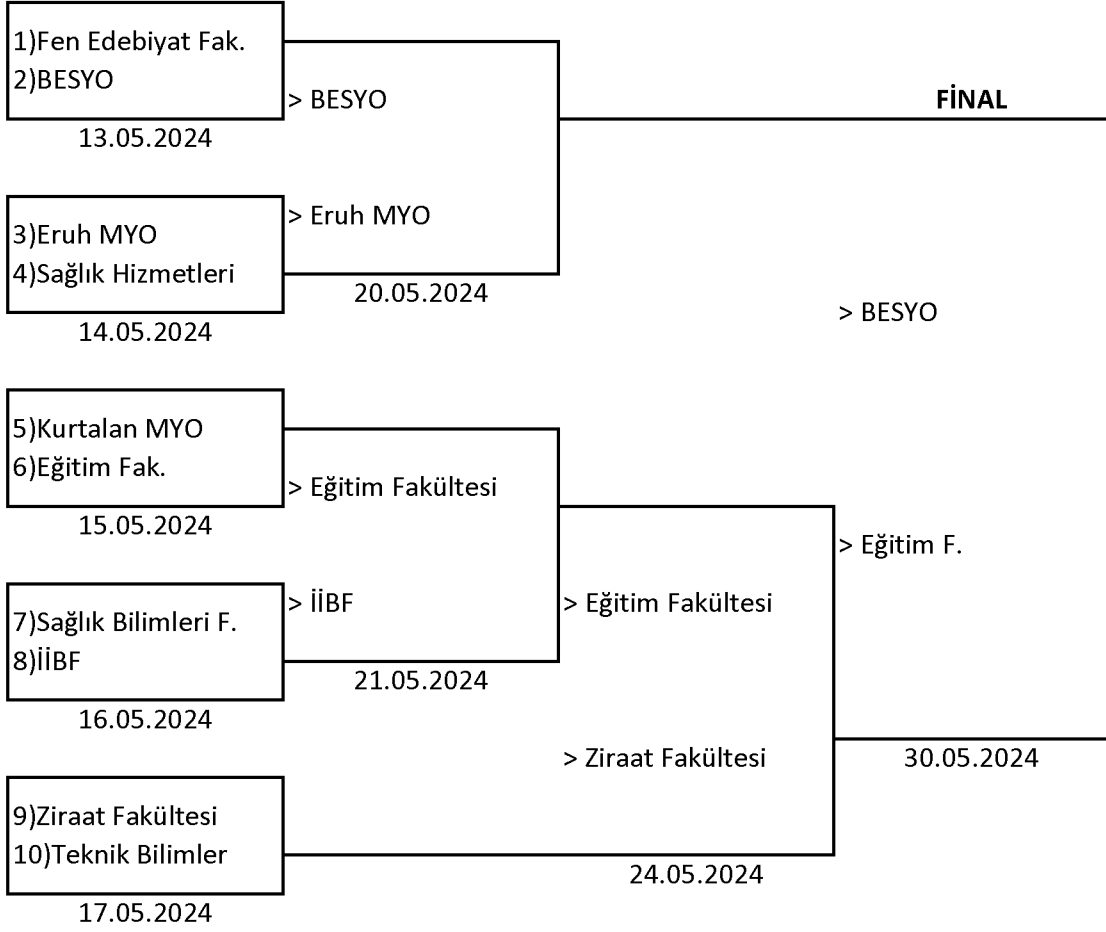 1)Fen Edebiyat Fak.
2)BESYO
13.05.2024
> BESYO
FİNAL
3)Eruh MYO
4)Sağlık Hizmetleri
14.05.2024
> Eruh MYO
20.05.2024
> BESYO
5)Kurtalan MYO
6)Eğitim Fak.
15.05.2024
> Eğitim Fakültesi
> Eğitim F.
7)Sağlık Bilimleri F.
8)İİBF
16.05.2024
> İİBF
21.05.2024
> Eğitim Fakültesi
> Ziraat Fakültesi
30.05.2024
9)Ziraat Fakültesi
10)Teknik Bilimler
17.05.2024
24.05.2024